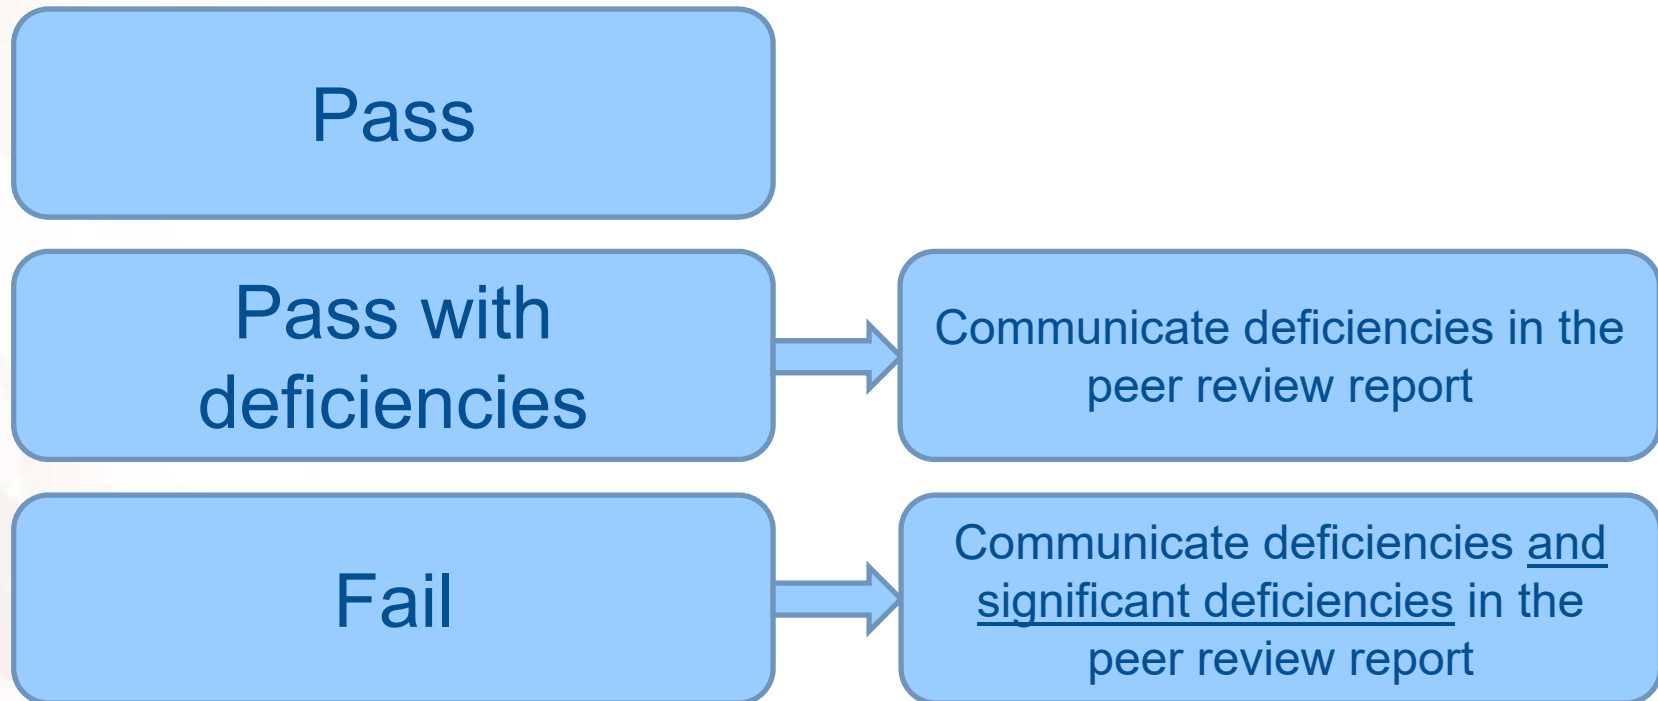 Pass
Pass with
deficiencies
Communicate deficiencies in the
peer review report
Fail
Communicate deficiencies and
significant deficiencies in the
peer review report